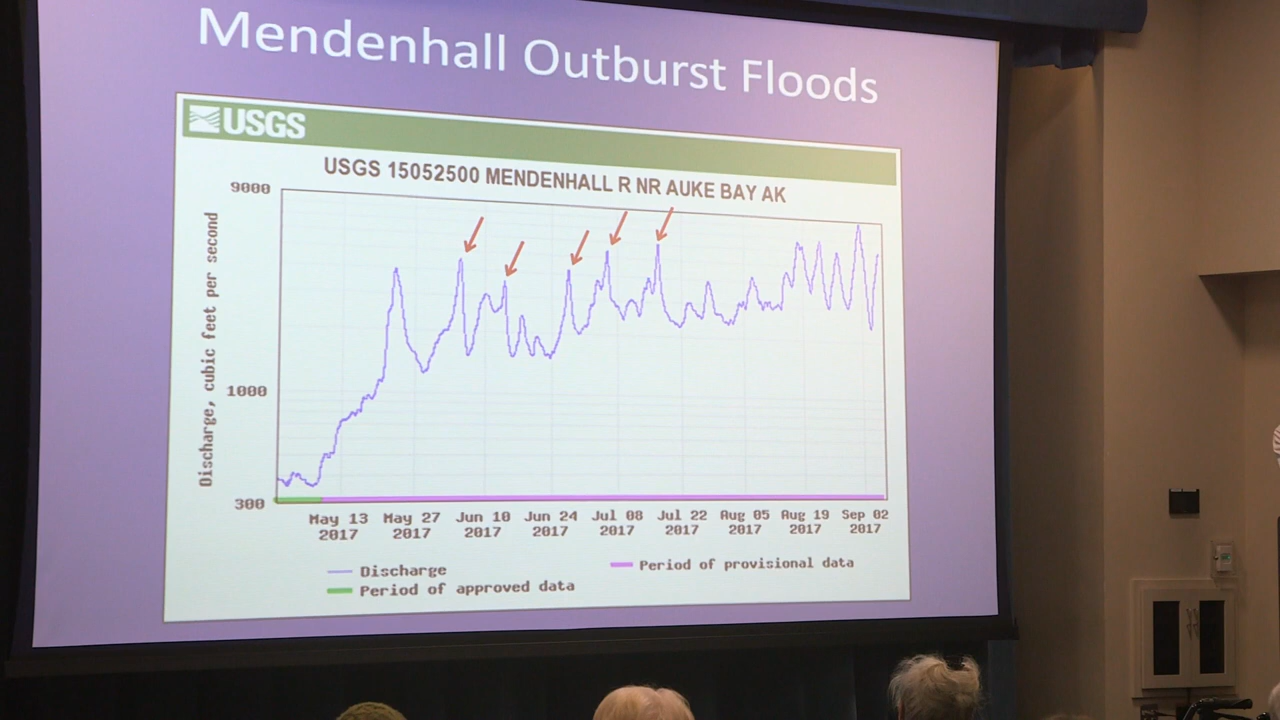 Mendenhall Outburst Floods
USGS
USGS 15052500 MENDENHALL R NR AUKE BAY AK
Discharge, cubic feet per second
9000
1000
300
May 13 May 27 Jun 10 Jun 24 Jul 08 Jul 22 Aug 05 Aug 19 Sep 02
2017 2017 2017 2017 2017 2017 2017 2017 2017
Discharge
Period of provisional data
Period of approved data